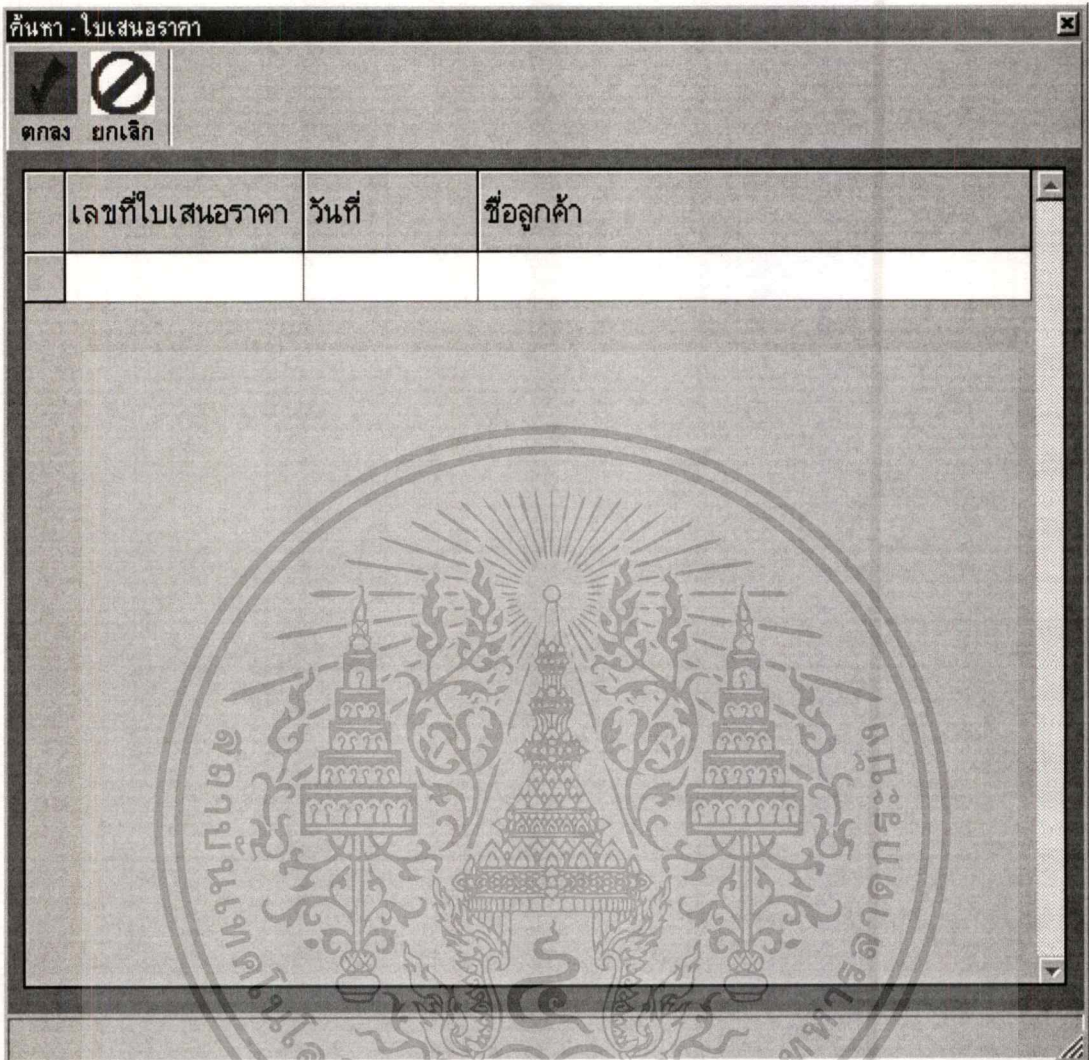 ค้นหา - ใบเสนอราคา
ตกลง ยกเลิก
เลขที่ใบเสนอราคา วันที่ ชื่อลูกค้า